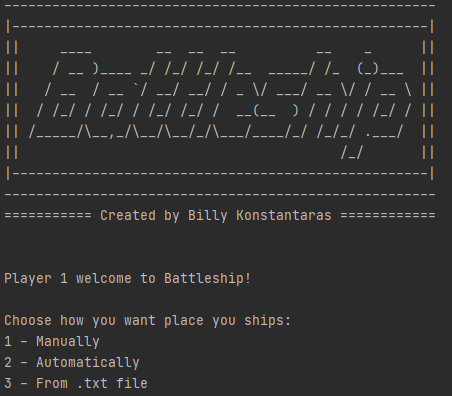 Battleship
=========== Created by Billy Konstantaras ============
Player 1 welcome to Battleship!
Choose how you want place you ships:
1 - Manually
2 - Automatically
3 - From .txt file